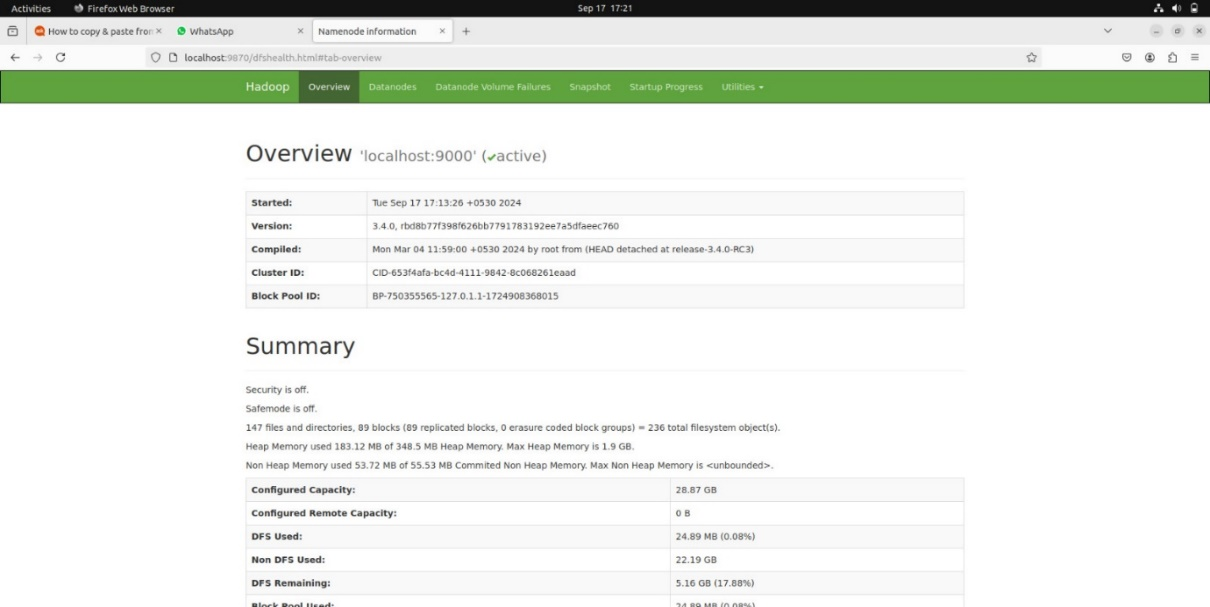 Activities Firefox Web Browser Sep 17 17:21
How to copy & paste fron WhatsApp Namenode information
localhost:9870/dfshealth.html#tab-overview
Hadoop Overview Datanodes Datanode Volume Failures Snapshot Startup Progress Utilities
Overview 'localhost:9000' (✔active)
Started: Tue Sep 17 17:13:26 +0530 2024
Version: 3.4.0, rbd8b77f398f626bb7791783192ee7a5dfaeec760
Compiled: Mon Mar 04 11:59:00 +0530 2024 by root from (HEAD detached at release-3.4.0-RC3)
Cluster ID: CID-653f4afa-bc4d-4111-9842-8c068261eaad
Block Pool ID: BP-750355565-127.0.1.1-1724908368015
Summary
Security is off.
Safemode is off.
147 files and directories, 89 blocks (89 replicated blocks, 0 erasure coded block groups) = 236 total filesystem object(s).
Heap Memory used 183.12 MB of 348.5 MB Heap Memory. Max Heap Memory is 1.9 GB.
Non Heap Memory used 53.72 MB of 55.53 MB Commited Non Heap Memory. Max Non Heap Memory is <unbounded>.
Configured Capacity: 28.87 GB
Configured Remote Capacity: 0 B
DFS Used: 24.89 MB (0.08%)
Non DFS Used: 22.19 GB
DFS Remaining: 5.16 GB (17.88%)
Block Pool Used: 24.89 MB (0.08%)